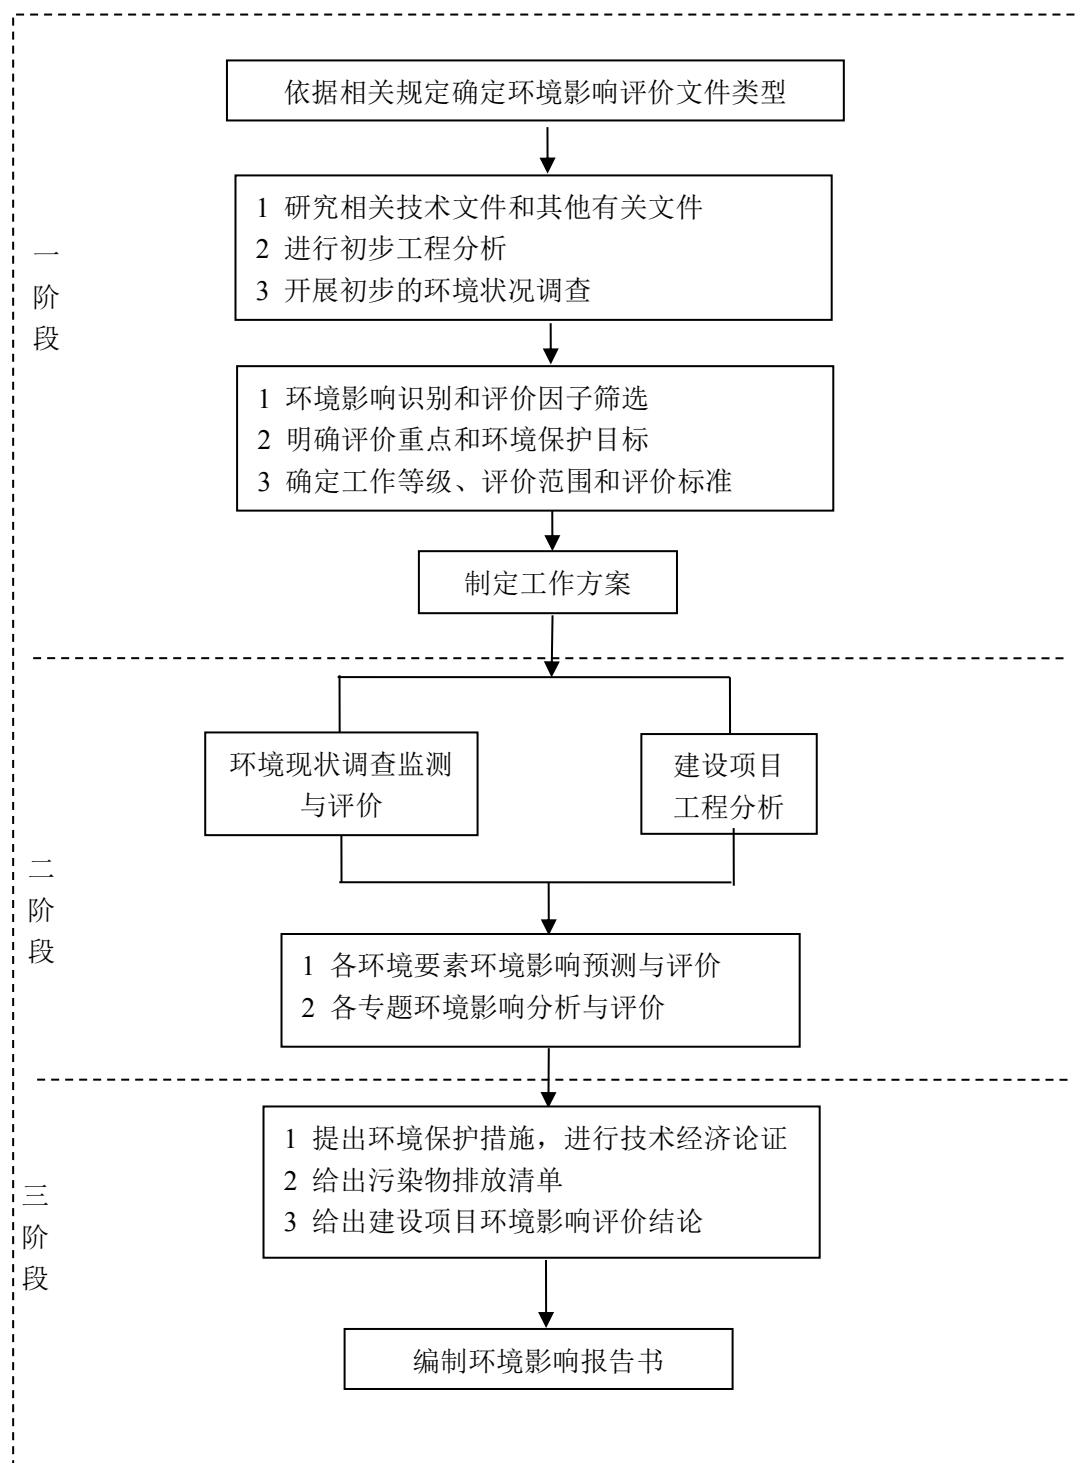 依据相关规定确定环境影响评价文件类型
1 研究相关技术文件和其他有关文件
2 进行初步工程分析
3 开展初步的环境状况调查
一
阶
段
1 环境影响识别和评价因子筛选
2 明确评价重点和环境保护目标
3 确定工作等级、评价范围和评价标准
制定工作方案
环境现状调查监测
与评价
建设项目
工程分析
二
阶
段
1 各环境要素环境影响预测与评价
2 各专题环境影响分析与评价
1 提出环境保护措施，进行技术经济论证
2 给出污染物排放清单
3 给出建设项目环境影响评价结论
三
阶
段
编制环境影响报告书